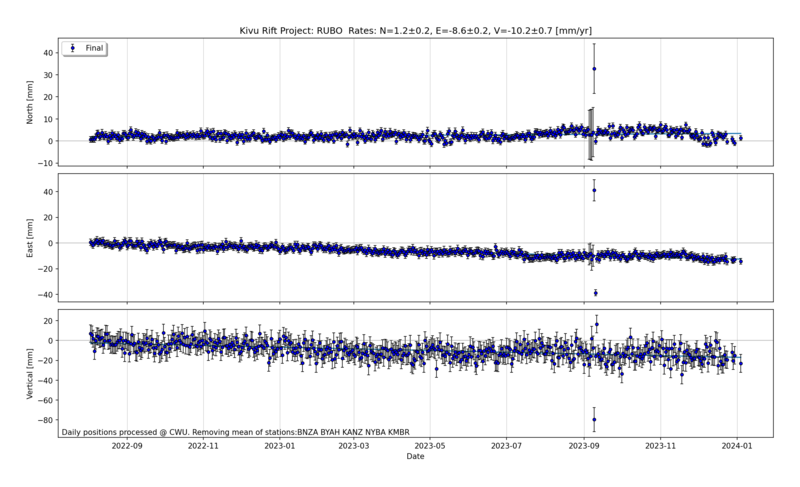 Kivu Rift Project: RUBO  Rates: N=1.2±0.2, E=-8.6±0.2, V=-10.2±0.7 [mm/yr]
Final
North [mm]
40
30
20
10
0
−10
East [mm]
40
20
0
−20
−40
Vertical [mm]
20
0
−20
−40
−60
−80
Daily positions processed @ CWU. Removing mean of stations:BNZA BYAH KANZ NYBA KMBR
2022-09 2022-11 2023-01 2023-03 2023-05 2023-07 2023-09 2023-11 2024-01
Date